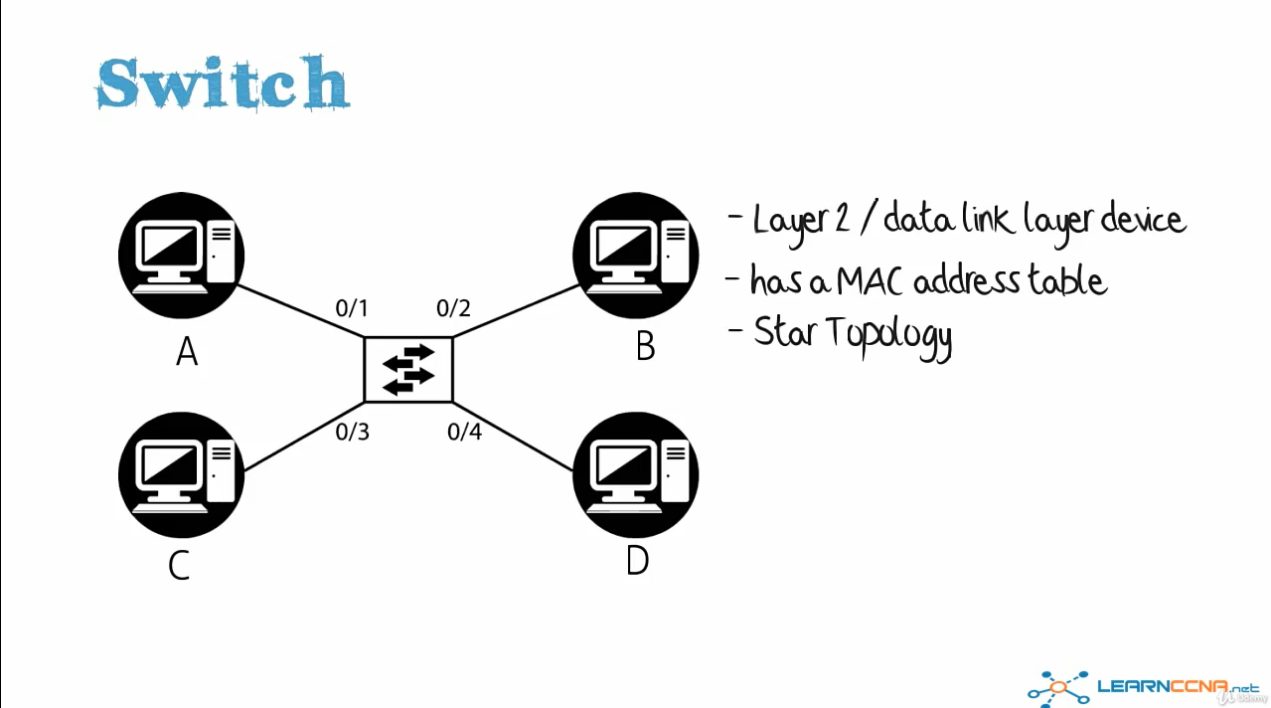 Switch
- Layer 2 / data link layer device
- has a MAC address table
- Star Topology
0/1
0/2
A
B
0/3
0/4
C
D
LEARNCCNA.net
Udemy